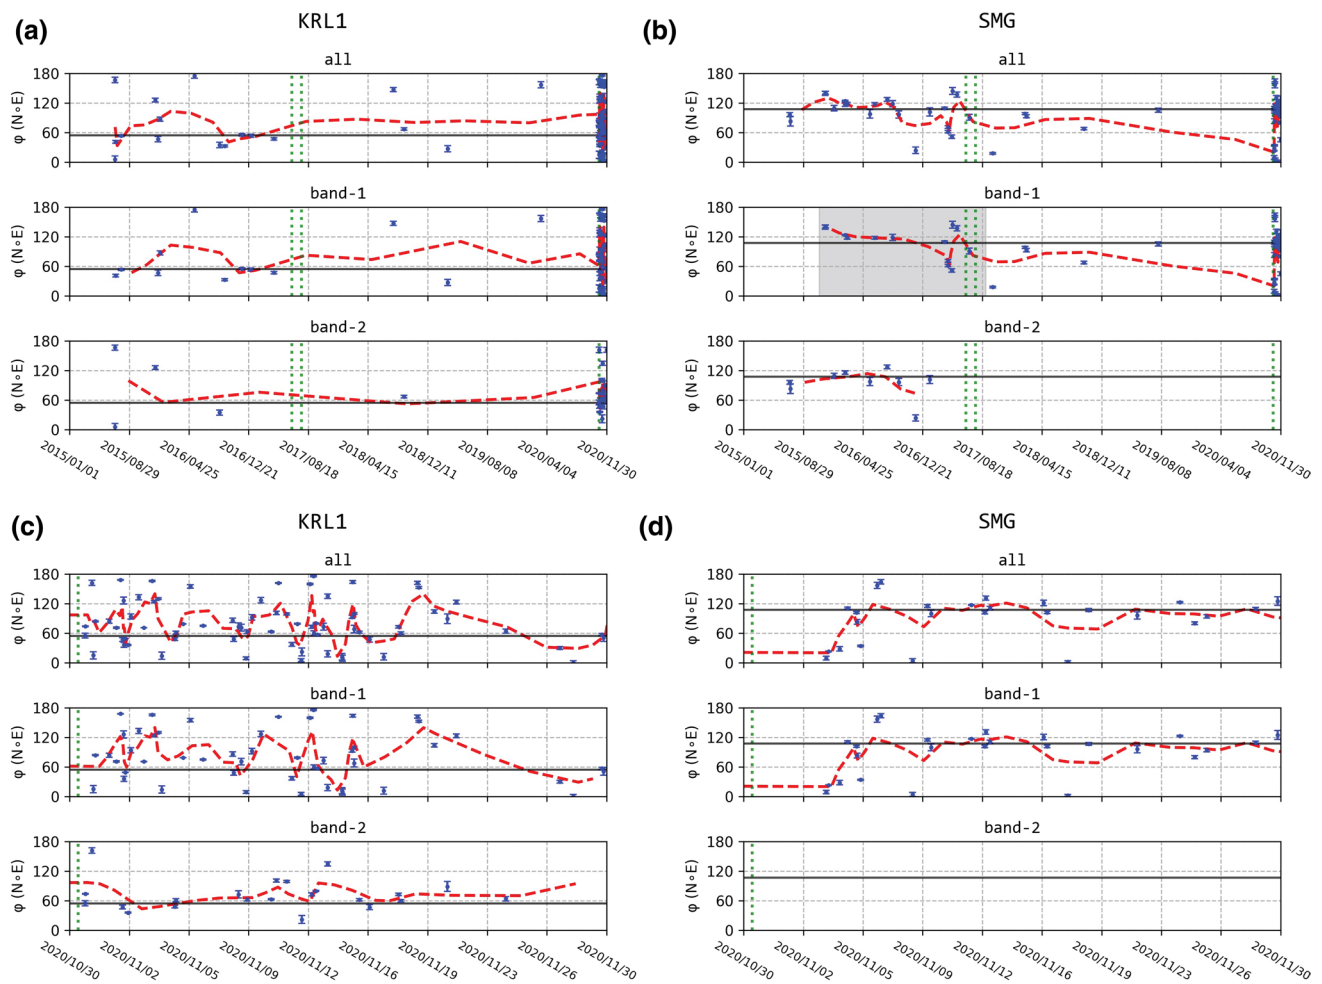 (a) KRL1
all
φ (N∘E)
180
120
60
0
band-1
φ (N∘E)
180
120
60
0
band-2
φ (N∘E)
180
120
60
0
2015/01/01 2015/08/29 2016/04/25 2016/12/21 2017/08/18 2018/04/15 2018/12/11 2019/08/08 2020/04/04 2020/11/30
(b) SMG
all
φ (N∘E)
180
120
60
0
band-1
φ (N∘E)
180
120
60
0
band-2
φ (N∘E)
180
120
60
0
2015/01/01 2015/08/29 2016/04/25 2016/12/21 2017/08/18 2018/04/15 2018/12/11 2019/08/08 2020/04/04 2020/11/30
(c) KRL1
all
φ (N∘E)
180
120
60
0
band-1
φ (N∘E)
180
120
60
0
band-2
φ (N∘E)
180
120
60
0
2020/10/30 2020/11/02 2020/11/05 2020/11/09 2020/11/12 2020/11/16 2020/11/19 2020/11/23 2020/11/26 2020/11/30
(d) SMG
all
φ (N∘E)
180
120
60
0
band-1
φ (N∘E)
180
120
60
0
band-2
φ (N∘E)
180
120
60
0
2020/10/30 2020/11/02 2020/11/05 2020/11/09 2020/11/12 2020/11/16 2020/11/19 2020/11/23 2020/11/26 2020/11/30